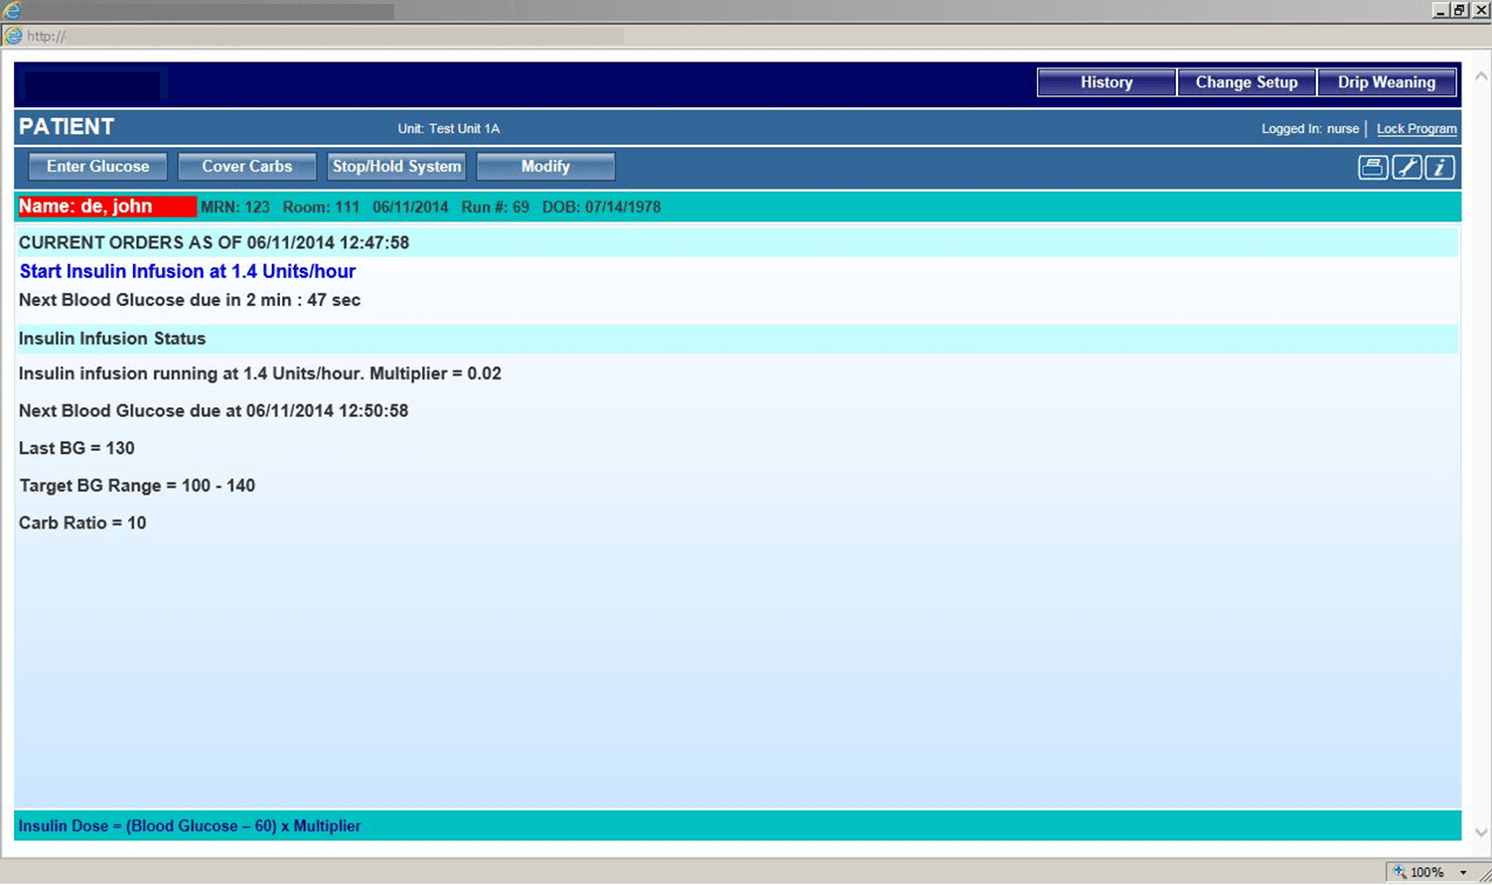 http://
History Change Setup Drip Weaning
PATIENT Unit: Test Unit 1A Logged In: nurse | Lock Program
Enter Glucose Cover Carbs Stop/Hold System Modify
Name: de, john MRN: 123 Room: 111 06/11/2014 Run #: 69 DOB: 07/14/1978
CURRENT ORDERS AS OF 06/11/2014 12:47:58
Start Insulin Infusion at 1.4 Units/hour
Next Blood Glucose due in 2 min : 47 sec
Insulin Infusion Status
Insulin infusion running at 1.4 Units/hour. Multiplier = 0.02
Next Blood Glucose due at 06/11/2014 12:50:58
Last BG = 130
Target BG Range = 100 - 140
Carb Ratio = 10
Insulin Dose = (Blood Glucose – 60) x Multiplier
100%